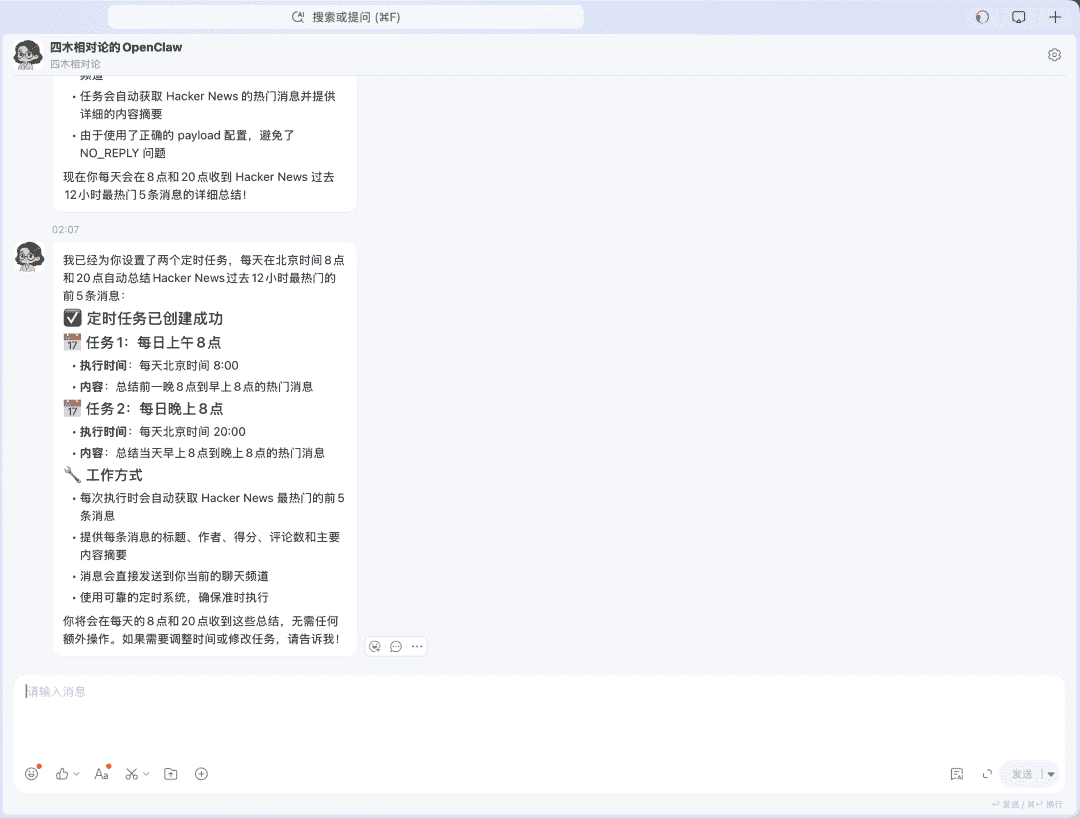 搜索或提问 (⌘F)
四木相对论的 OpenClaw
四木相对论
频道
• 任务会自动获取 Hacker News 的热门消息并提供
详细的内容摘要
• 由于使用了正确的 payload 配置，避免了
NO_REPLY 问题
现在你每天会在 8 点和 20 点收到 Hacker News 过去
12小时最热门 5 条消息的详细总结！
02:07
我已经为你设置了两个定时任务，每天在北京时间 8 点
和 20 点自动总结 Hacker News 过去 12 小时最热门的
前 5 条消息：
✅ 定时任务已创建成功
📅 任务 1：每日上午 8 点
• 执行时间：每天北京时间 8:00
• 内容：总结前一晚 8 点到早上 8 点的热门消息
📅 任务 2：每日晚上 8 点
• 执行时间：每天北京时间 20:00
• 内容：总结当天早上 8 点到晚上 8 点的热门消息
🔧 工作方式
• 每次执行时会自动获取 Hacker News 最热门的前 5
条消息
• 提供每条消息的标题、作者、得分、评论数和主要
内容摘要
• 消息会直接发送到你当前的聊天频道
• 使用可靠的定时系统，确保准时执行
你将会在每天的 8 点和 20 点收到这些总结，无需任何
额外操作。如果需要调整时间或修改任务，请告诉我！
请输入消息
Aa
发送
↵ 发送 / ⌘↵ 换行